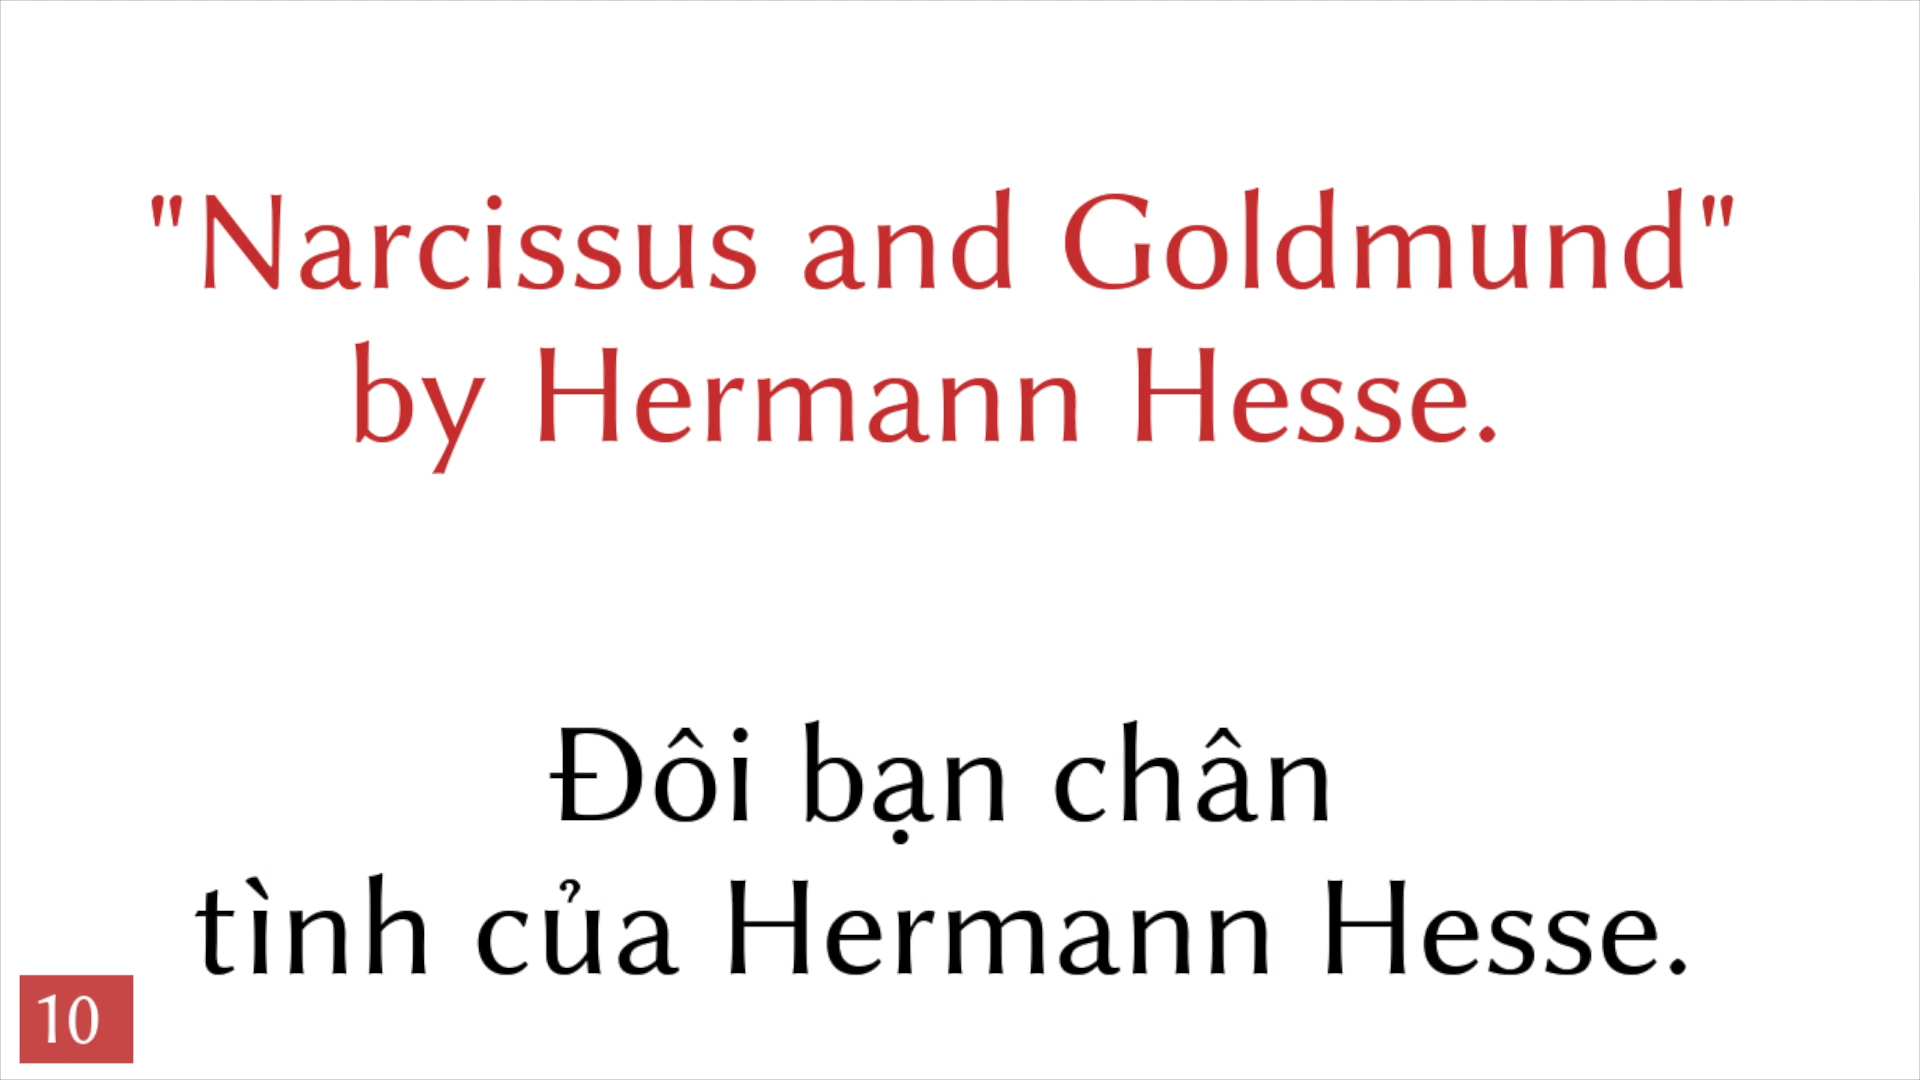 "Narcissus and Goldmund"
by Hermann Hesse.
Đôi bạn chân
tình của Hermann Hesse.
10